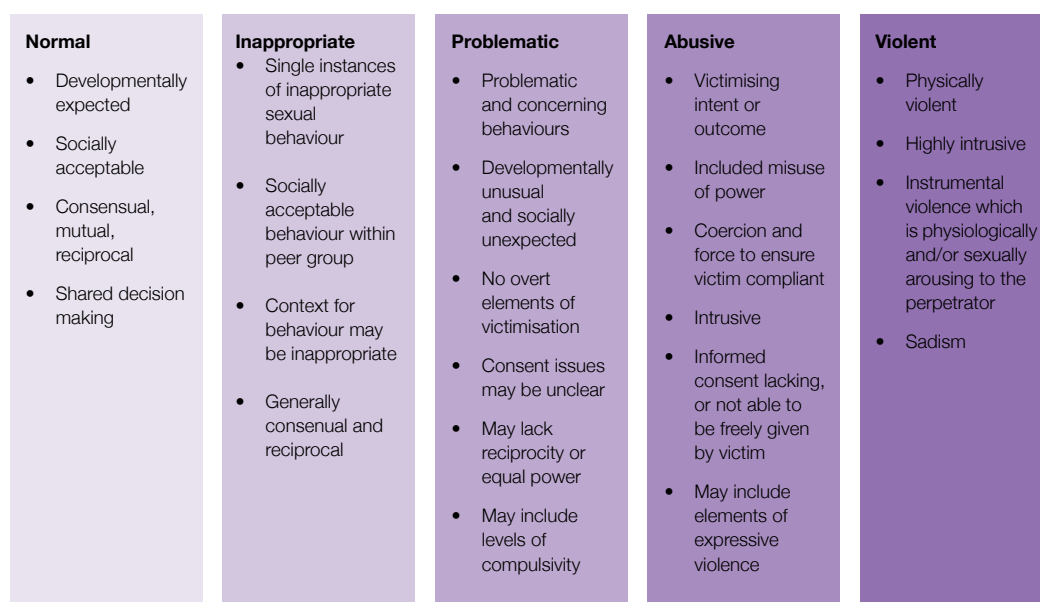 Normal
• Developmentally
expected
• Socially
acceptable
• Consensual,
mutual,
reciprocal
• Shared decision
making
Inappropriate
• Single instances
of inappropriate
sexual
behaviour
• Socially
acceptable
behaviour within
peer group
• Context for
behaviour may
be inappropriate
• Generally
consenual and
reciprocal
Problematic
• Problematic
and concerning
behaviours
• Developmentally
unusual
and socially
unexpected
• No overt
elements of
victimisation
• Consent issues
may be unclear
• May lack
reciprocity or
equal power
• May include
levels of
compulsivity
Abusive
• Victimising
intent or
outcome
• Included misuse
of power
• Coercion and
force to ensure
victim compliant
• Intrusive
• Informed
consent lacking,
or not able to
be freely given
by victim
• May include
elements of
expressive
violence
Violent
• Physically
violent
• Highly intrusive
• Instrumental
violence which
is physiologically
and/or sexually
arousing to the
perpetrator
• Sadism